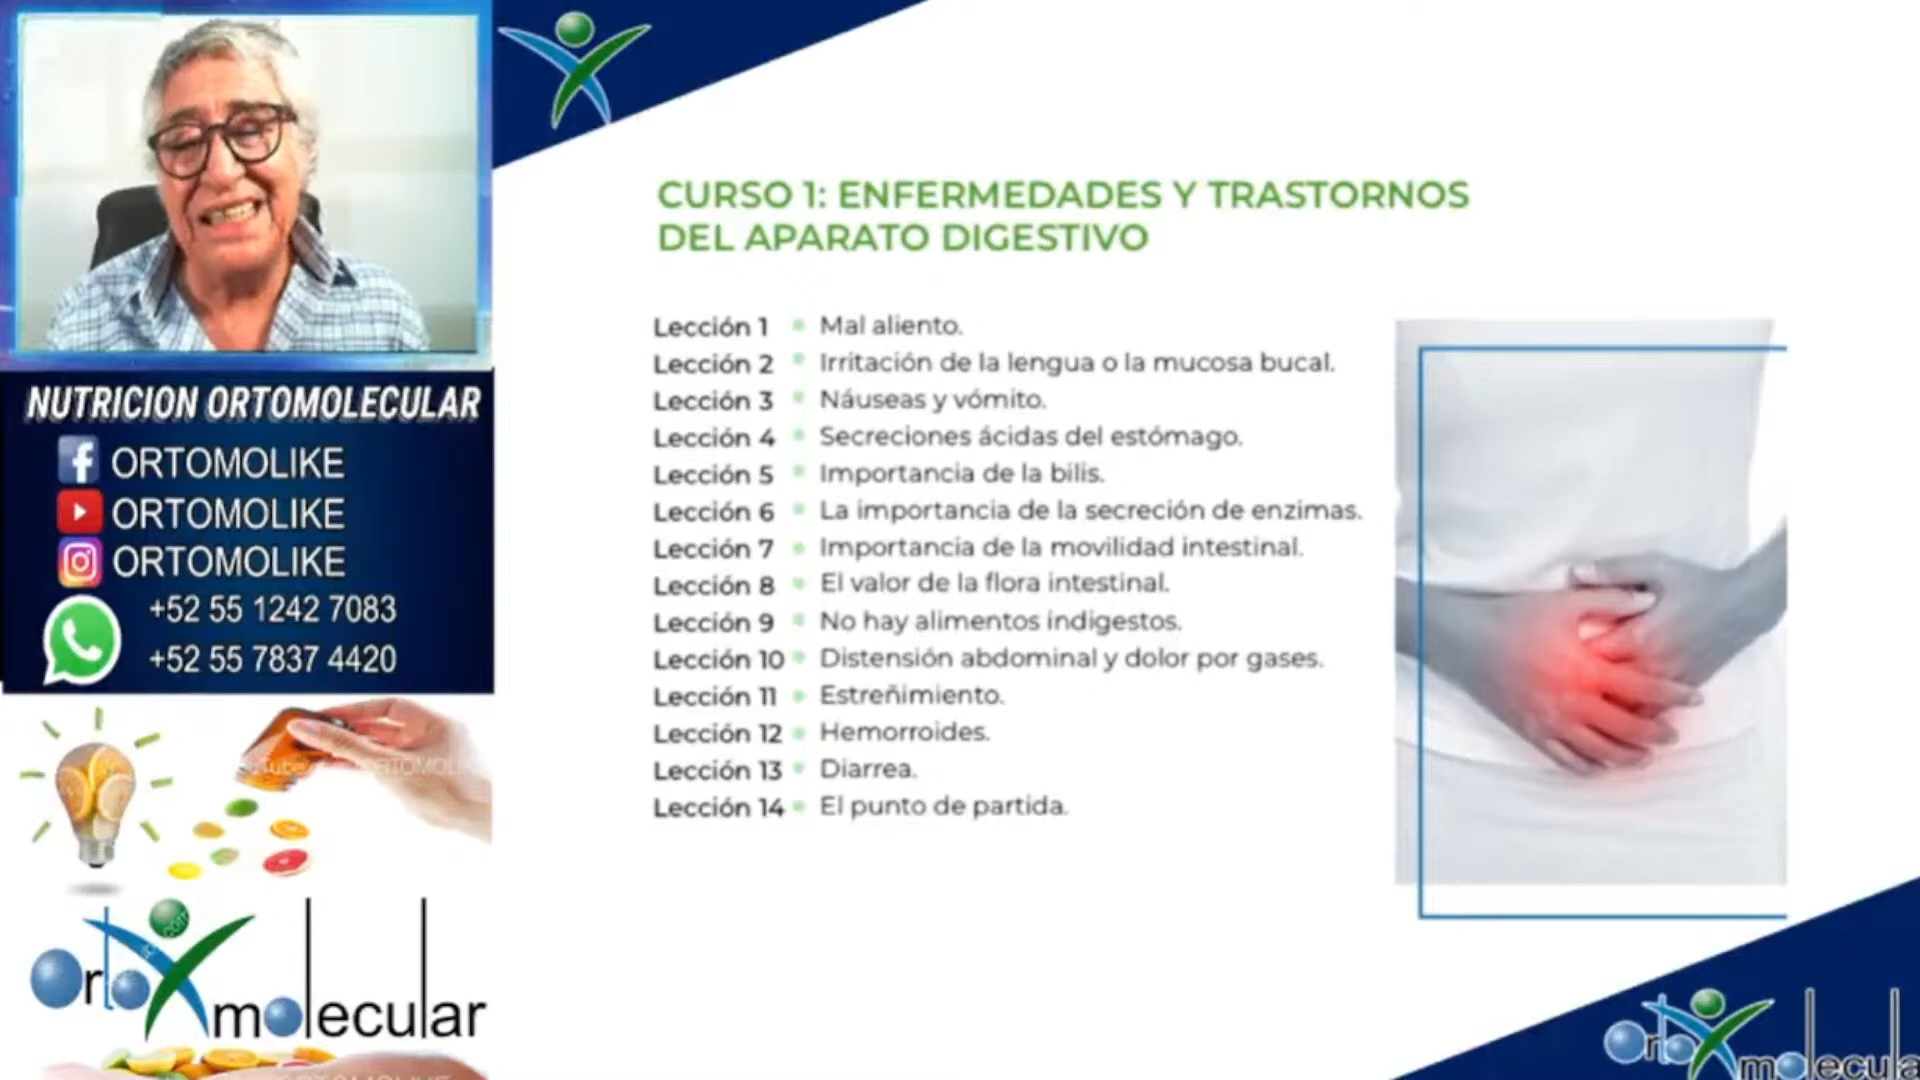 NUTRICION ORTOMOLECULAR
ORTOMOLIKE
ORTOMOLIKE
ORTOMOLIKE
+52 55 1242 7083
+52 55 7837 4420
Orto molecular
CURSO 1: ENFERMEDADES Y TRASTORNOS
DEL APARATO DIGESTIVO
Lección 1 • Mal aliento.
Lección 2 • Irritación de la lengua o la mucosa bucal.
Lección 3 • Náuseas y vómito.
Lección 4 • Secreciones ácidas del estómago.
Lección 5 • Importancia de la bilis.
Lección 6 • La importancia de la secreción de enzimas.
Lección 7 • Importancia de la movilidad intestinal.
Lección 8 • El valor de la flora intestinal.
Lección 9 • No hay alimentos indigestos.
Lección 10 • Distensión abdominal y dolor por gases.
Lección 11 • Estreñimiento.
Lección 12 • Hemorroides.
Lección 13 • Diarrea.
Lección 14 • El punto de partida.
Orto molecula